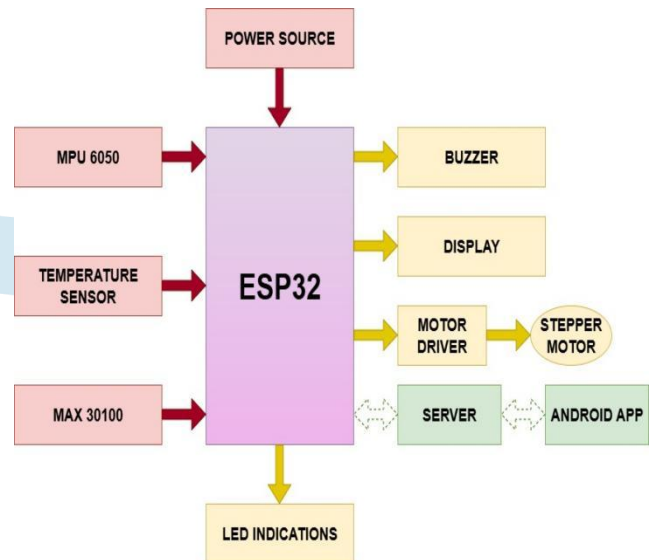 POWER SOURCE
MPU 6050
BUZZER
DISPLAY
TEMPERATURE
SENSOR
ESP32
MOTOR
DRIVER
STEPPER
MOTOR
MAX 30100
SERVER
ANDROID APP
LED INDICATIONS